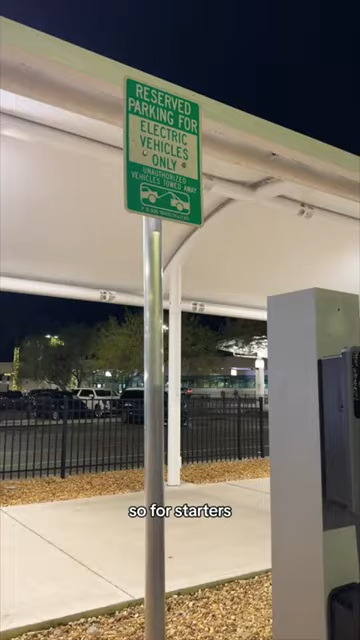 RESERVED
PARKING FOR
ELECTRIC
VEHICLES
ONLY
UNAUTHORIZED
VEHICLES TOWED AWAY
so for starters